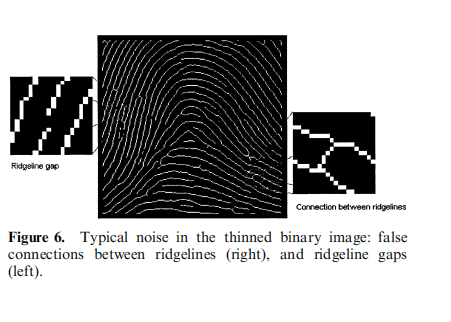 Ridgeline gap
Connection between ridgelines
Figure 6. Typical noise in the thinned binary image: false
connections between ridgelines (right), and ridgeline gaps
(left).